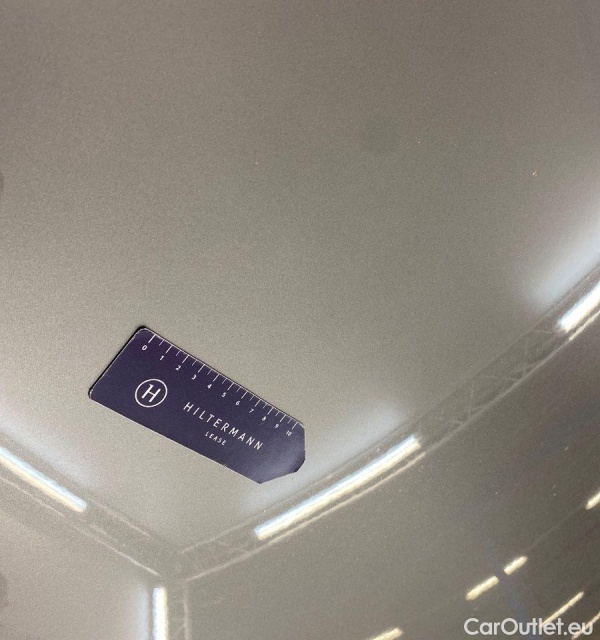 0 1 2 3 4 5 6 7 8 9 10
H
HILTERMANN
LEASE
CarOutlet.eu